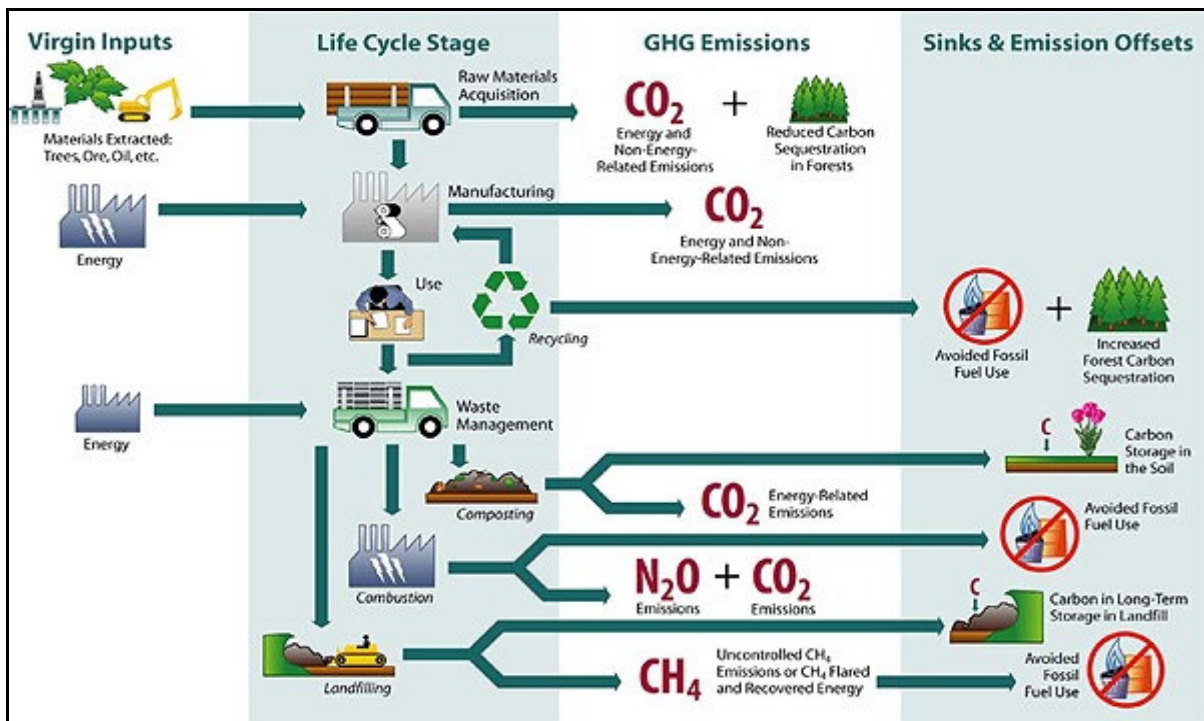 Virgin Inputs
Life Cycle Stage
GHG Emissions
Sinks & Emission Offsets
Materials Extracted:
Trees, Ore, Oil, etc.
Raw Materials
Acquisition
CO₂
Energy and
Non-Energy-
Related Emissions
+
Reduced Carbon
Sequestration
in Forests
Energy
Manufacturing
CO₂
Energy and Non-
Energy-Related Emissions
Use
Recycling
Avoided Fossil
Fuel Use
+
Increased
Forest Carbon
Sequestration
Energy
Waste
Management
Composting
C
Carbon
Storage in
the Soil
CO₂
Energy-Related
Emissions
Combustion
Avoided Fossil
Fuel Use
N₂O
Emissions
+
CO₂
Emissions
Landfilling
C
Carbon in Long-Term
Storage in Landfill
CH₄
Uncontrolled CH₄
Emissions or CH₄ Flared
and Recovered Energy
Avoided
Fossil
Fuel Use